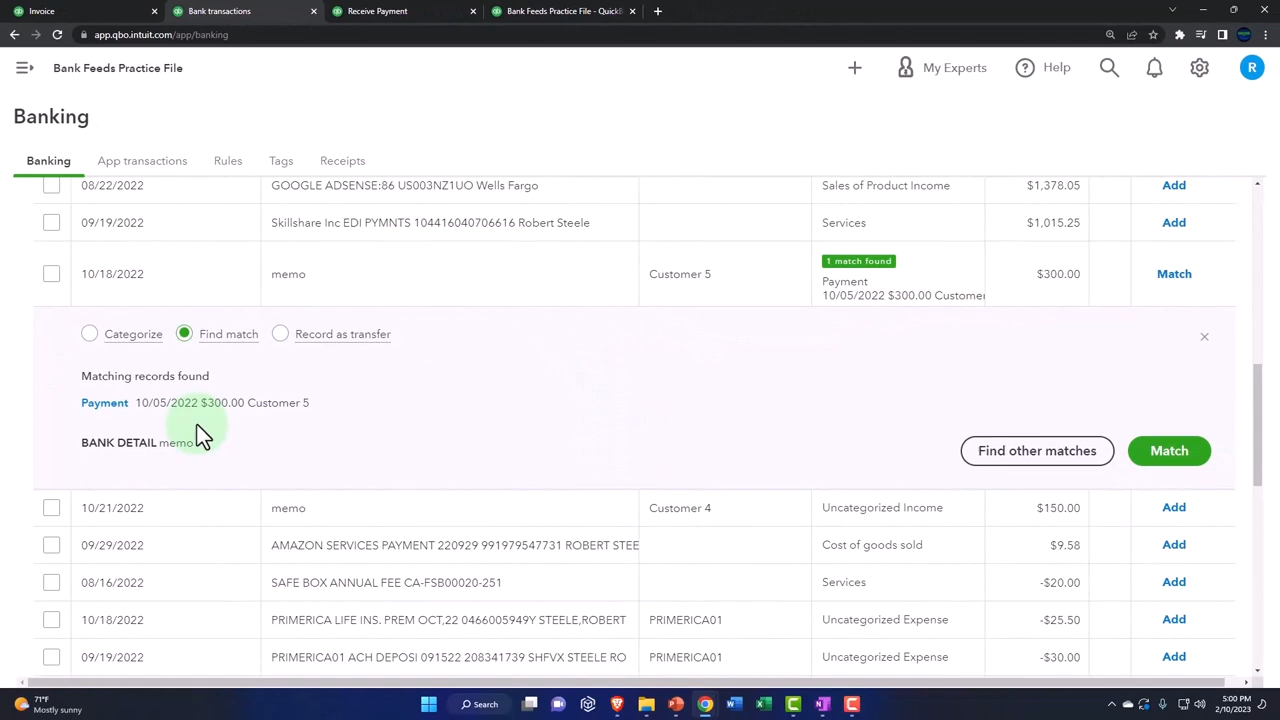 Invoice × Bank transactions × Receive Payment × Bank Feeds Practice File - QuickB × +
app.qbo.intuit.com/app/banking
Bank Feeds Practice File My Experts Help R
Banking
Banking App transactions Rules Tags Receipts
08/22/2022 GOOGLE ADSENSE:86 US003NZ1UO Wells Fargo Sales of Product Income $1,378.05 Add
09/19/2022 Skillshare Inc EDI PYMNTS 104416040706616 Robert Steele Services $1,015.25 Add
1 match found
10/18/2022 memo Customer 5 Payment $300.00 Match
10/05/2022 $300.00 Customer
Categorize Find match Record as transfer
Matching records found
Payment 10/05/2022 $300.00 Customer 5
BANK DETAIL memo
Find other matches Match
10/21/2022 memo Customer 4 Uncategorized Income $150.00 Add
09/29/2022 AMAZON SERVICES PAYMENT 220929 991979547731 ROBERT STEE Cost of goods sold $9.58 Add
08/16/2022 SAFE BOX ANNUAL FEE CA-FSB00020-251 Services -$20.00 Add
10/18/2022 PRIMERICA LIFE INS. PREM OCT,22 0466005949Y STEELE,ROBERT PRIMERICA01 Uncategorized Expense -$25.50 Add
09/19/2022 PRIMERICA01 ACH DEPOSI 091522 208341739 SHFVX STEELE RO PRIMERICA01 Uncategorized Expense -$30.00 Add
71°F
Mostly sunny
Search
5:00 PM
2/10/2023